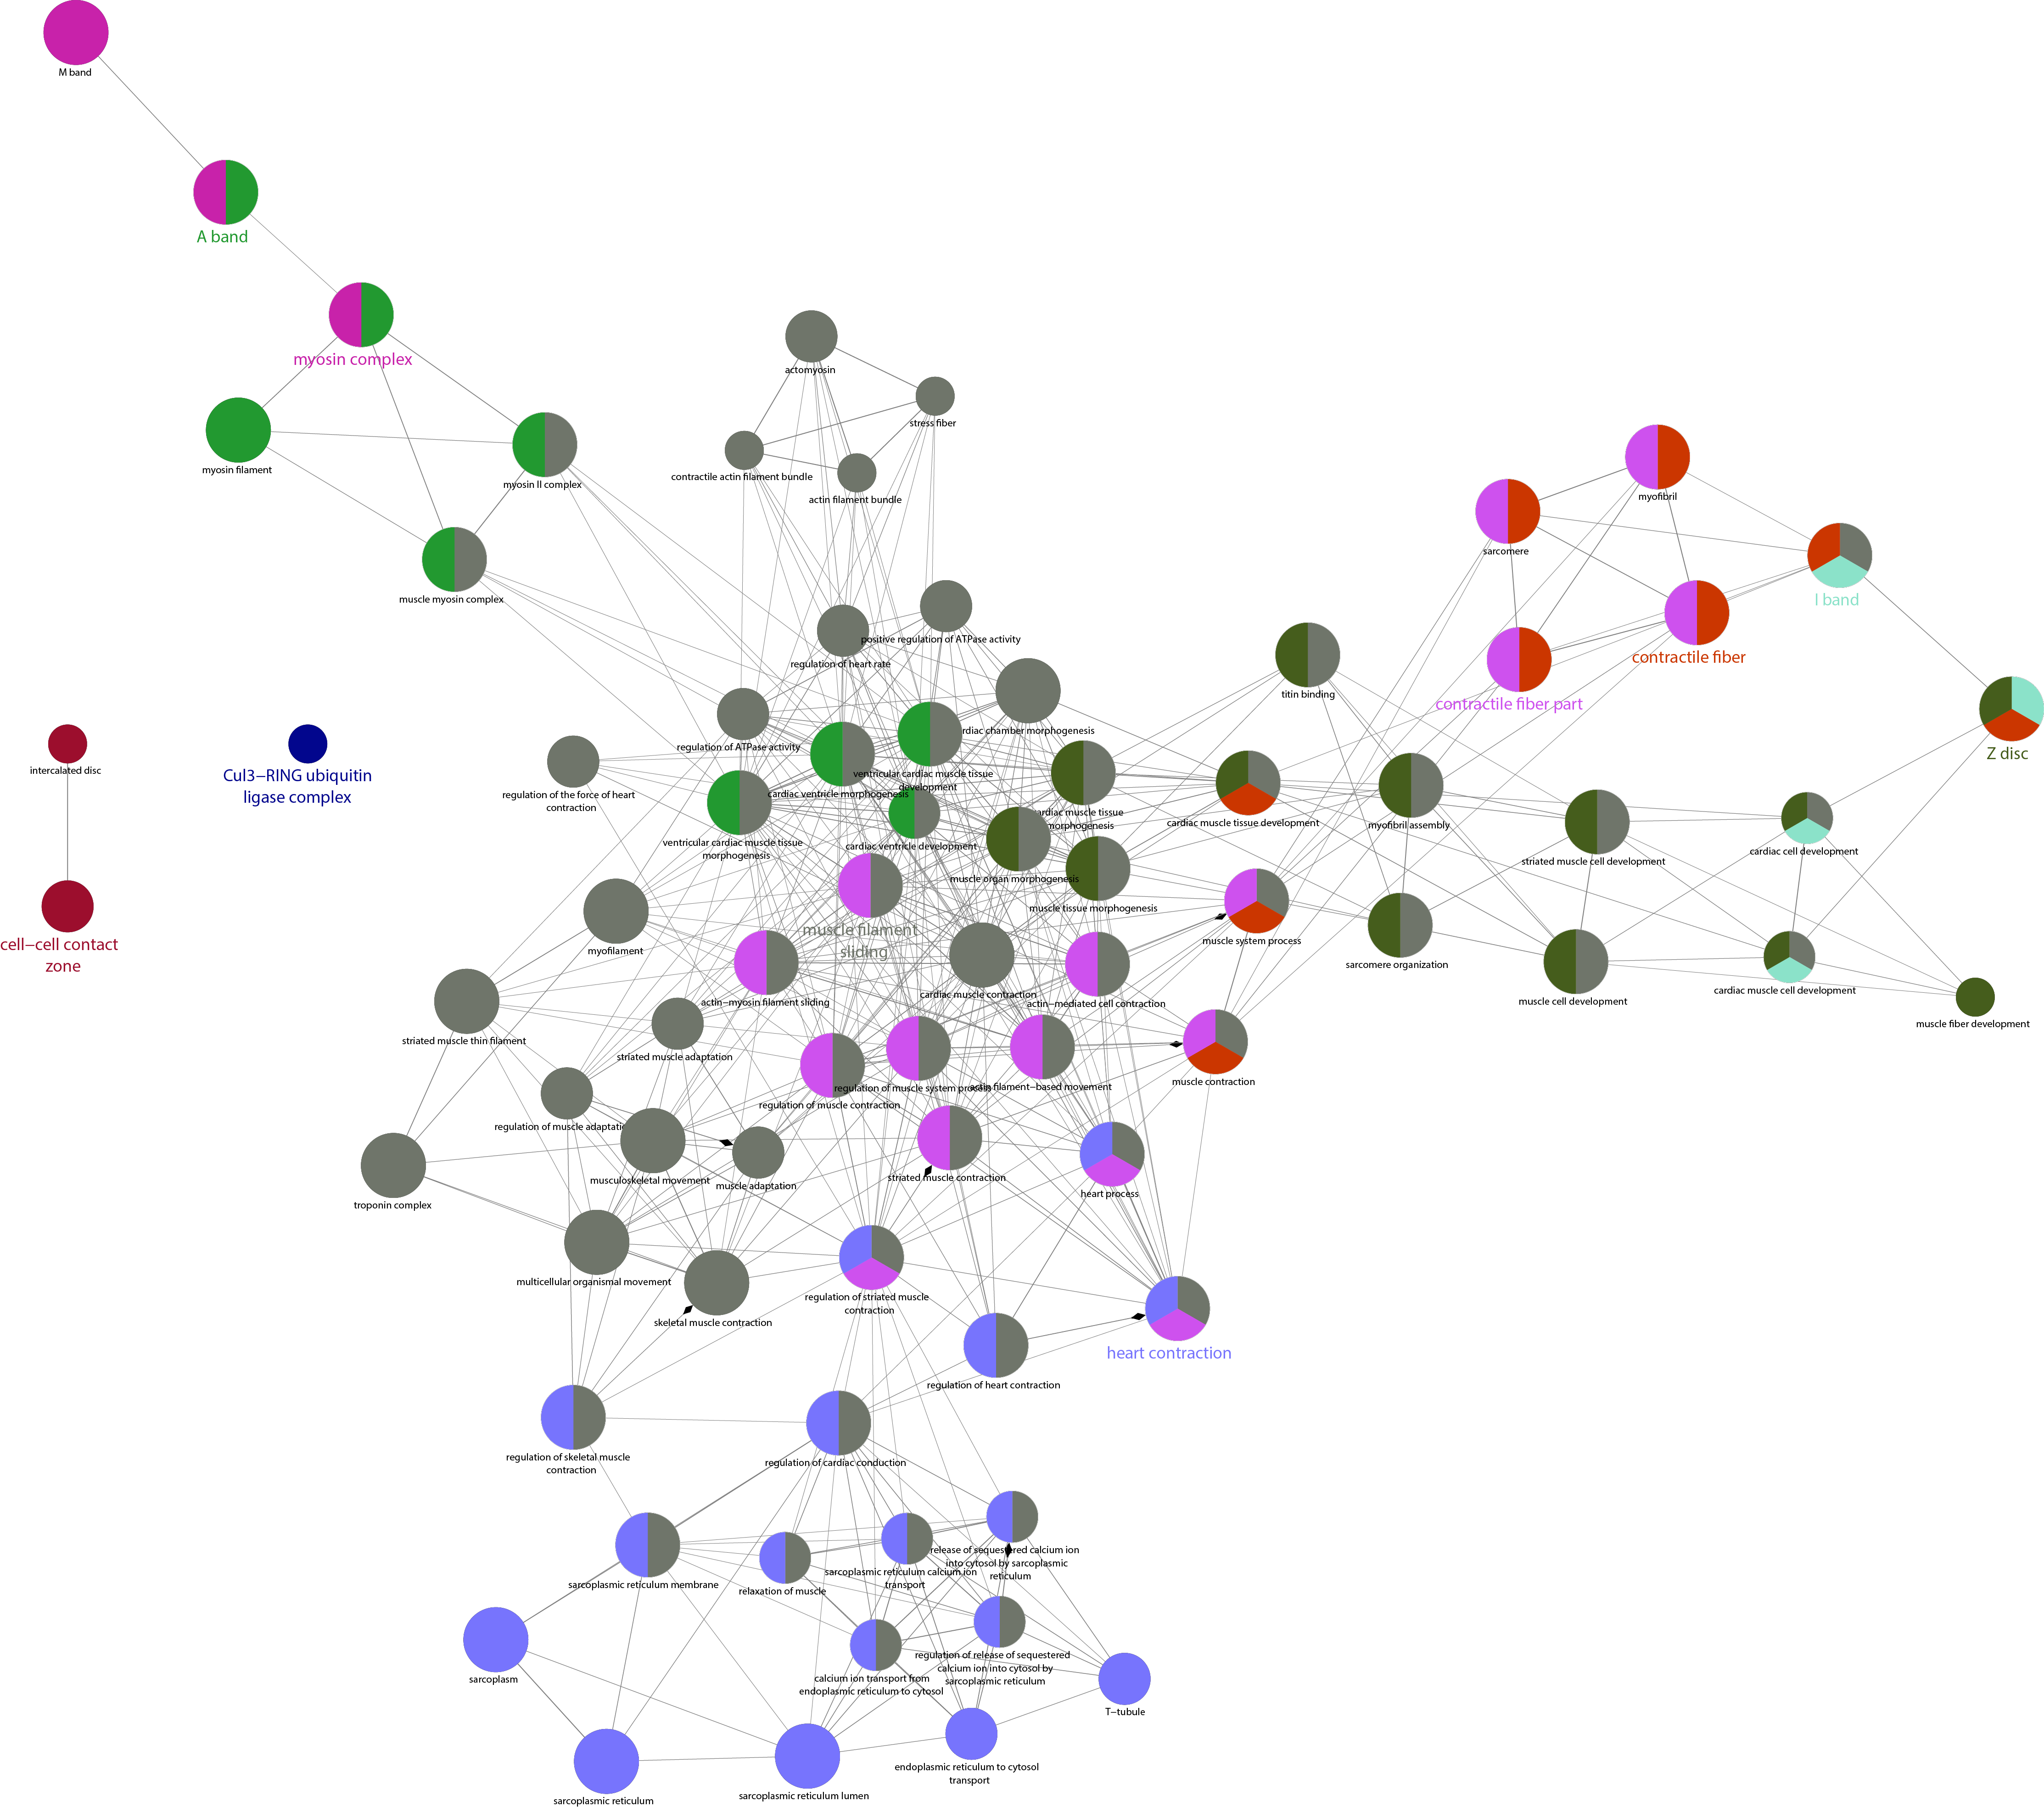 M band
A band
myosin complex
actomyosin
stress fiber
myosin filament
myosin II complex
contractile actin filament bundle
actin filament bundle
myofibril
sarcomere
muscle myosin complex
I band
positive regulation of ATPase activity
regulation of heart rate
contractile fiber
titin binding
contractile fiber part
rdiac chamber morphogenesis
regulation of ATPase activity
Z disc
intercalated disc
Cul3−RING ubiquitin
ligase complex
ventricular cardiac muscle tissue
development
cardiac ventricle morphogenesis
regulation of the force of heart
contraction
cardiac muscle tissue
morphogenesis
cardiac muscle tissue development
myofibril assembly
ventricular cardiac muscle tissue
morphogenesis
cardiac ventricle development
striated muscle cell development
cardiac cell development
muscle organ morphogenesis
muscle tissue morphogenesis
muscle filament
sliding
cell−cell contact
zone
myofilament
muscle system process
sarcomere organization
cardiac muscle cell development
muscle cell development
actin−myosin filament sliding
cardiac muscle contraction
actin−mediated cell contraction
muscle fiber development
striated muscle thin filament
striated muscle adaptation
muscle contraction
regulation of muscle system process
actin filament−based movement
regulation of muscle contraction
regulation of muscle adaptatio
musculoskeletal movement
muscle adaptation
striated muscle contraction
heart process
troponin complex
multicellular organismal movement
regulation of striated muscle
contraction
skeletal muscle contraction
heart contraction
regulation of heart contraction
regulation of skeletal muscle
contraction
regulation of cardiac conduction
release of sequestered calcium ion
into cytosol by sarcoplasmic
reticulum
sarcoplasmic reticulum calcium ion
transport
sarcoplasmic reticulum membrane
relaxation of muscle
regulation of release of sequestered
calcium ion into cytosol by
sarcoplasmic reticulum
sarcoplasm
calcium ion transport from
endoplasmic reticulum to cytosol
T−tubule
endoplasmic reticulum to cytosol
transport
sarcoplasmic reticulum lumen
sarcoplasmic reticulum